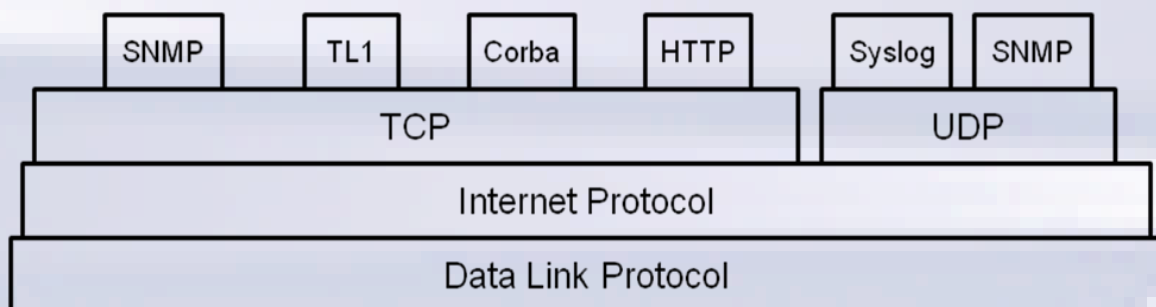 SNMP TL1 Corba HTTP Syslog SNMP
TCP UDP
Internet Protocol
Data Link Protocol